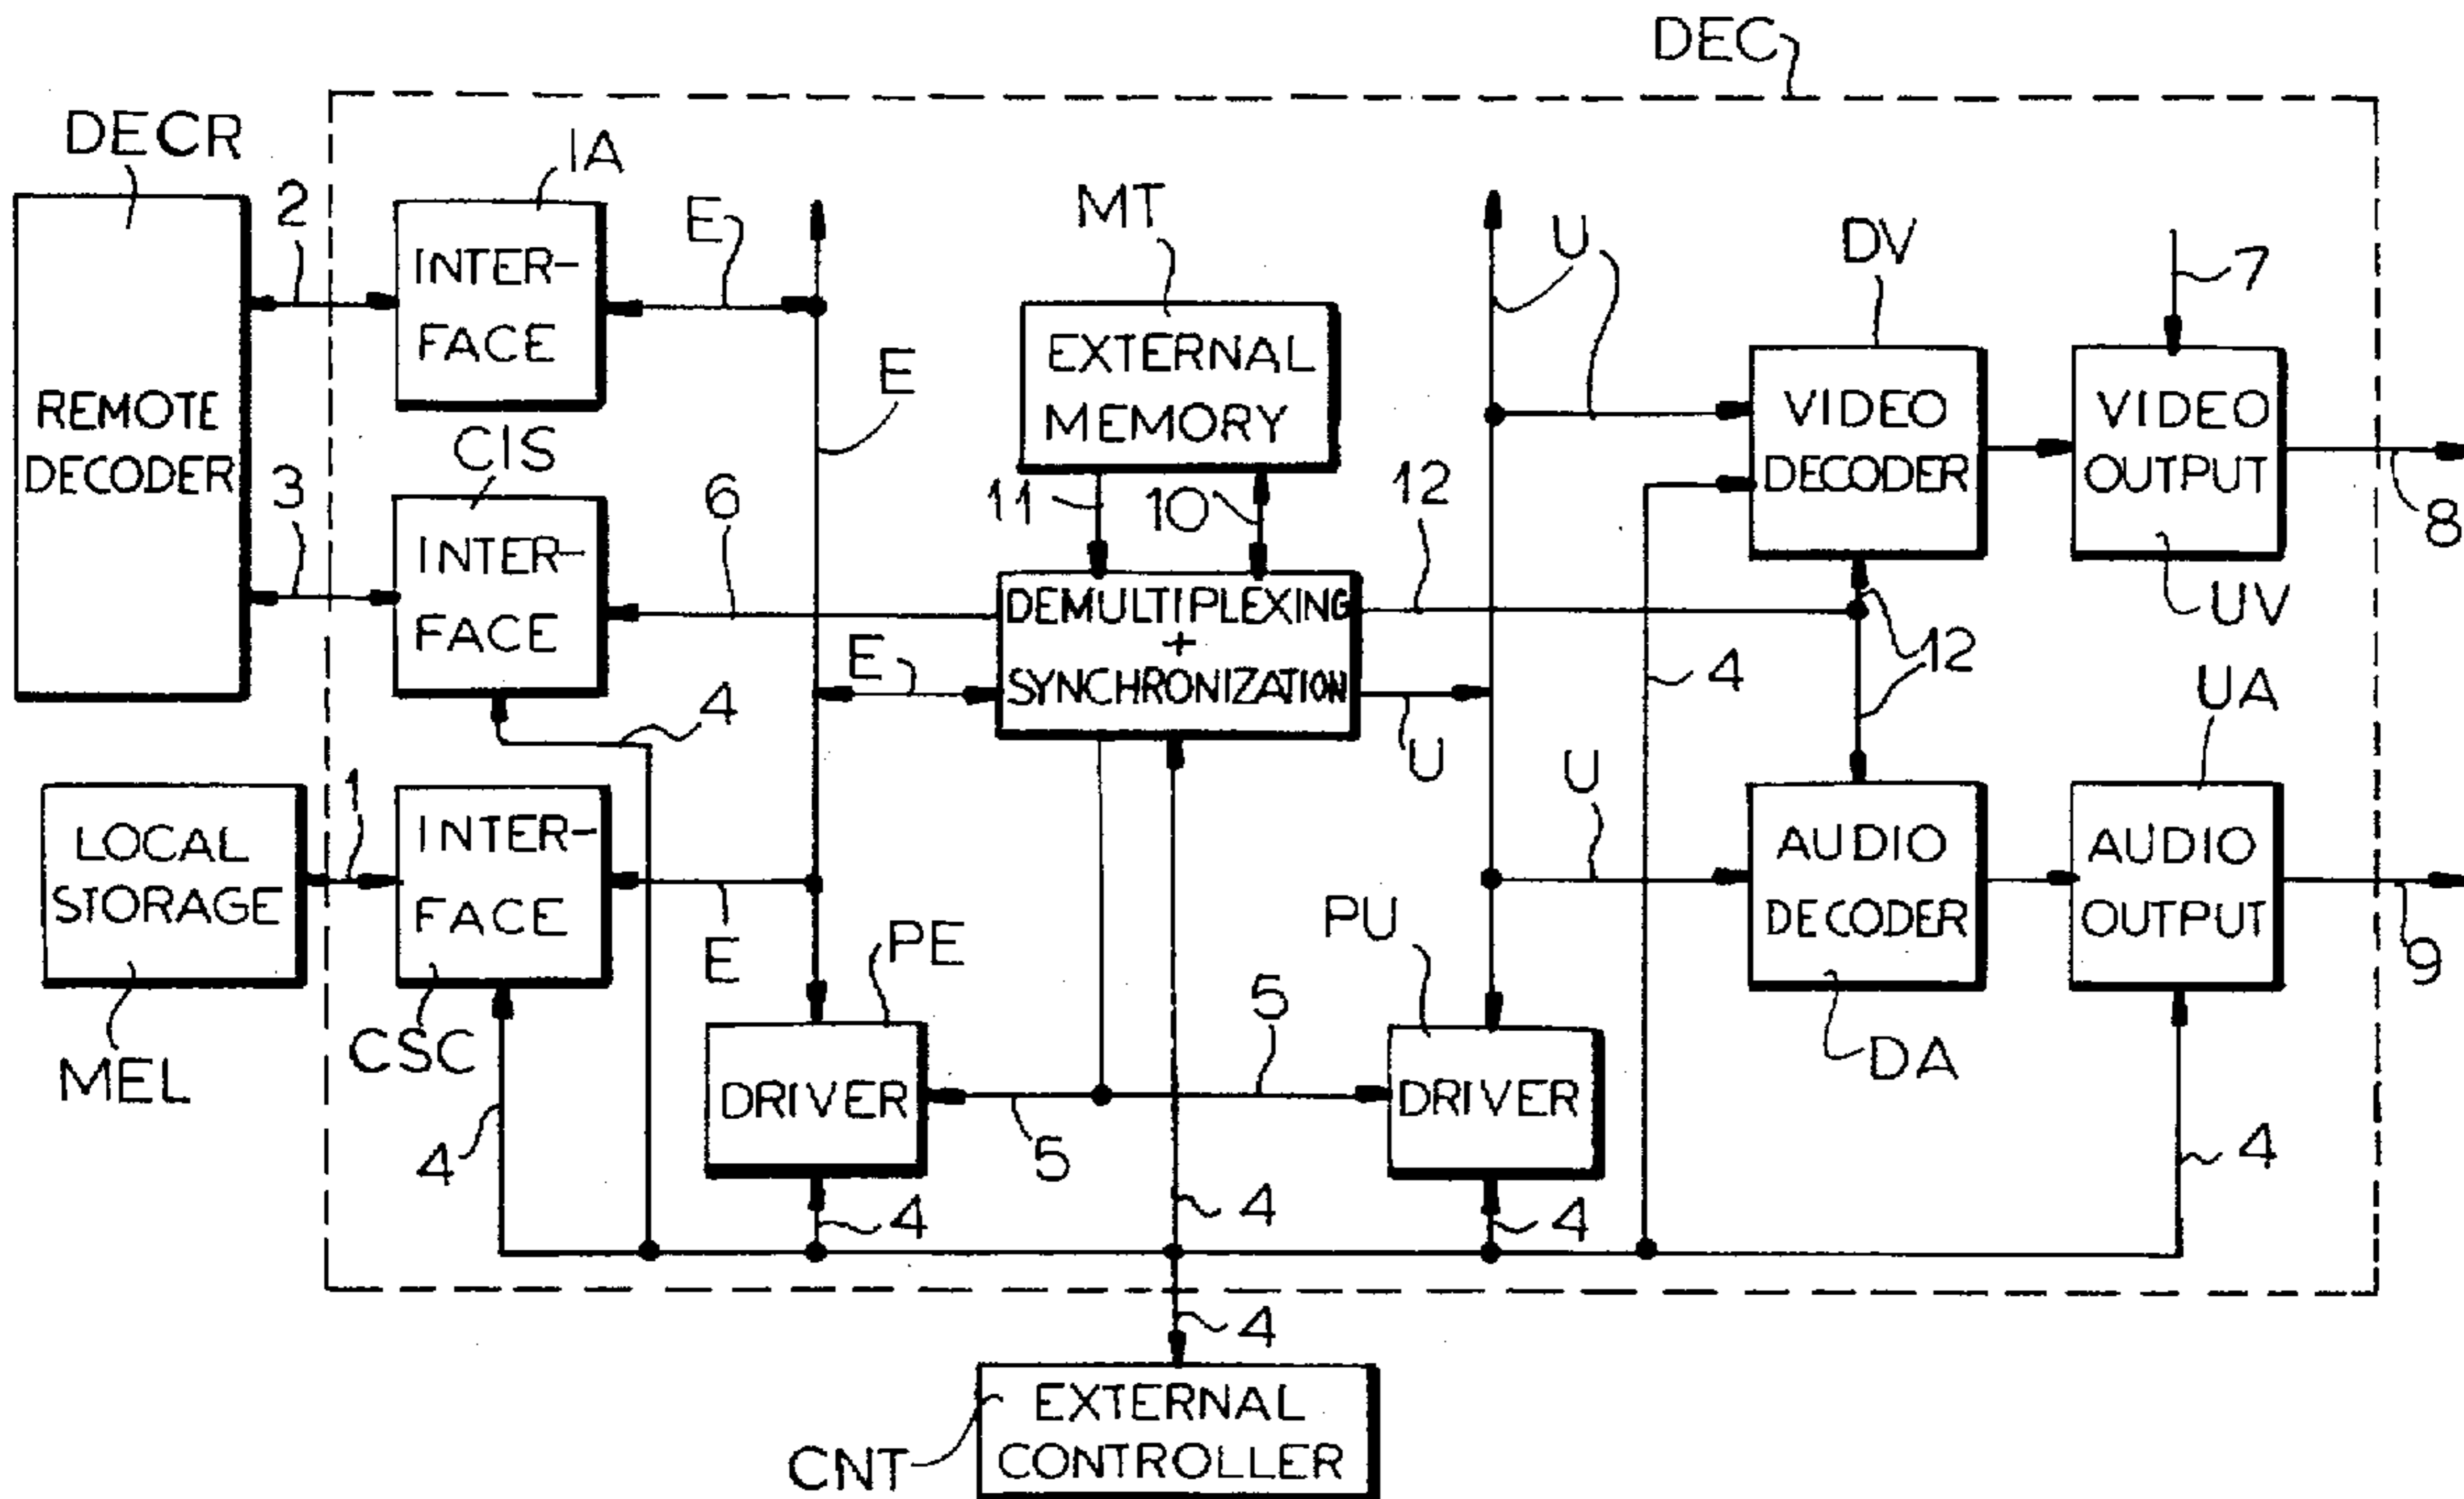 DEC
DECR
IA
2
E
MT
U
DV
7
INTER-
FACE
EXTERNAL
MEMORY
E
REMOTE
DECODER
VIDEO
DECODER
VIDEO
OUTPUT
CIS
3
6
11
10
12
8
INTER-
FACE
DEMULTIPLEXING
+
SYNCHRONIZATION
UV
12
E
4
4
U
UA
1
U
LOCAL
STORAGE
INTER-
FACE
AUDIO
DECODER
AUDIO
OUTPUT
E
PE
PU
9
MEL
CSC
5
DA
DRIVER
DRIVER
4
5
4
4
4
4
4
EXTERNAL
CONTROLLER
CNT